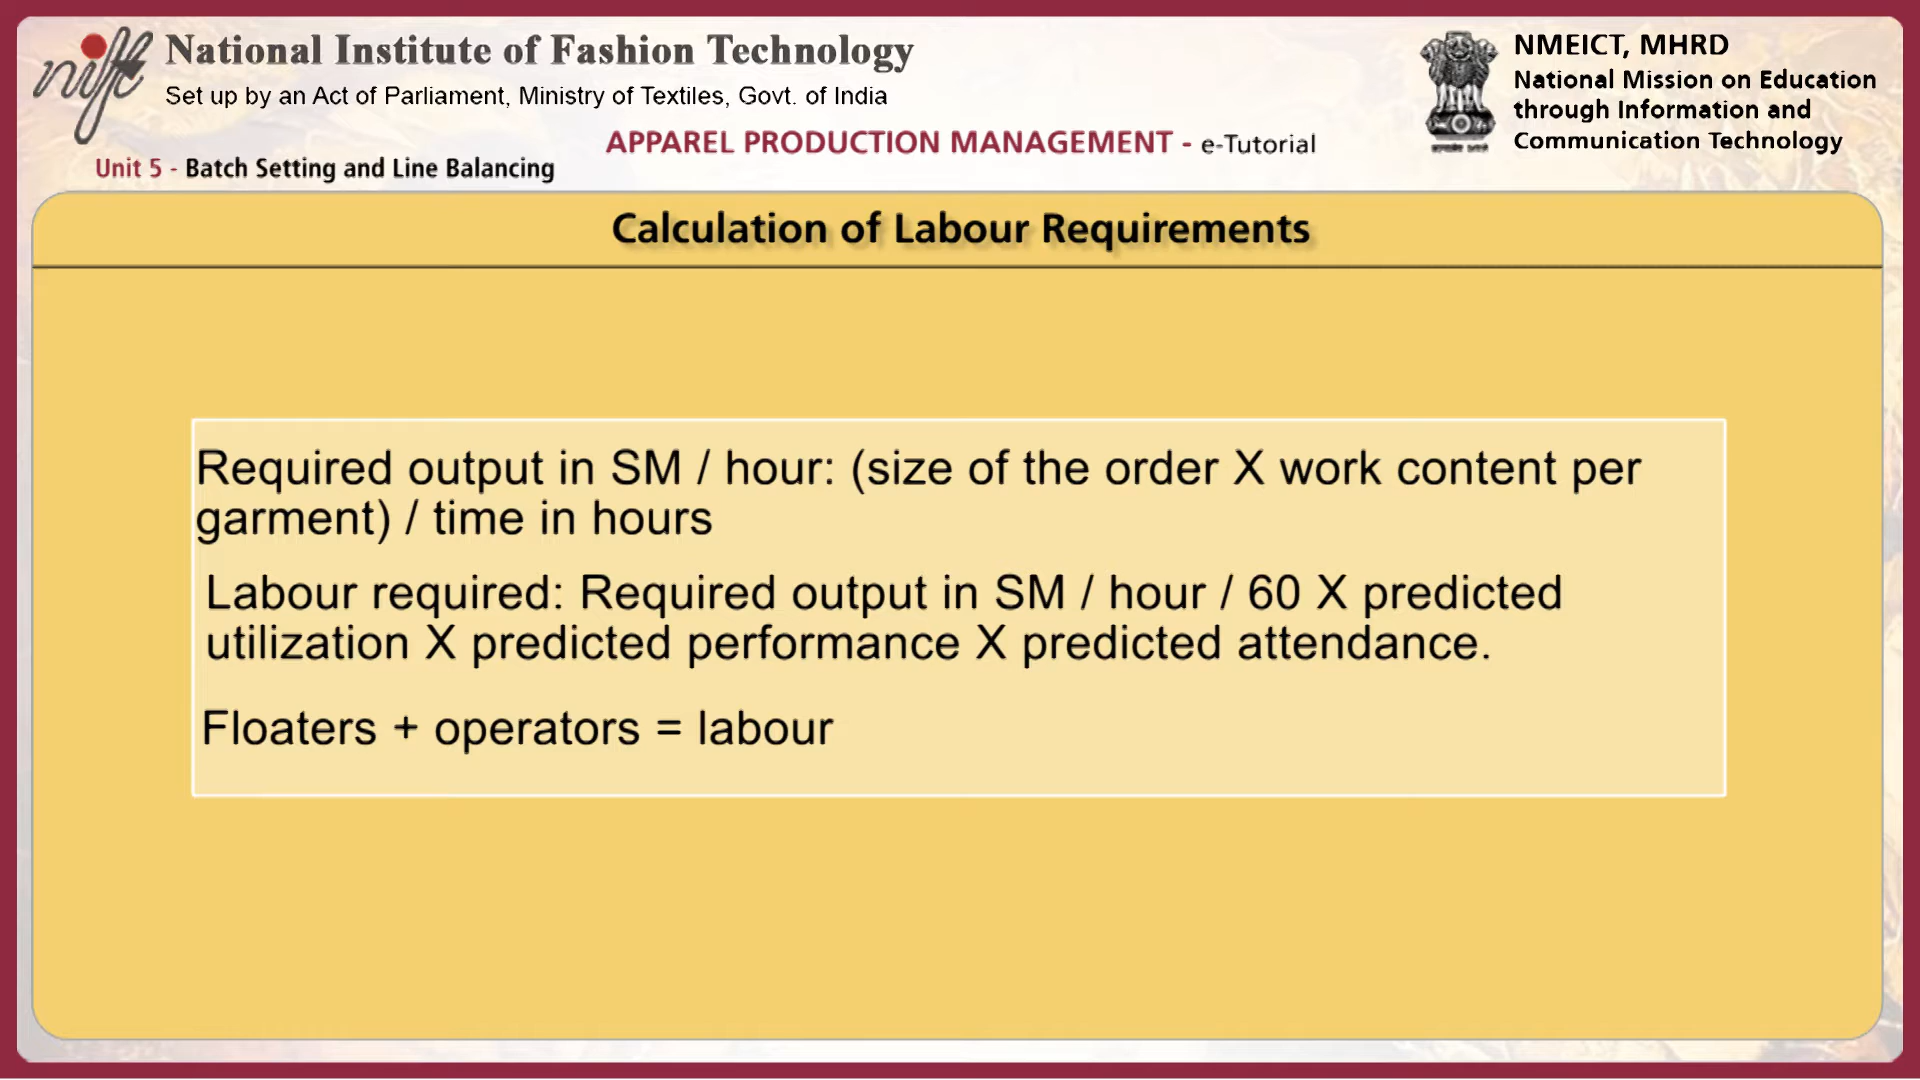 nift
National Institute of Fashion Technology
Set up by an Act of Parliament, Ministry of Textiles, Govt. of India
NMEICT, MHRD
National Mission on Education
through Information and
Communication Technology
APPAREL PRODUCTION MANAGEMENT - e-Tutorial
Unit 5 - Batch Setting and Line Balancing
Calculation of Labour Requirements
Required output in SM / hour: (size of the order X work content per
garment) / time in hours
Labour required: Required output in SM / hour / 60 X predicted
utilization X predicted performance X predicted attendance.
Floaters + operators = labour